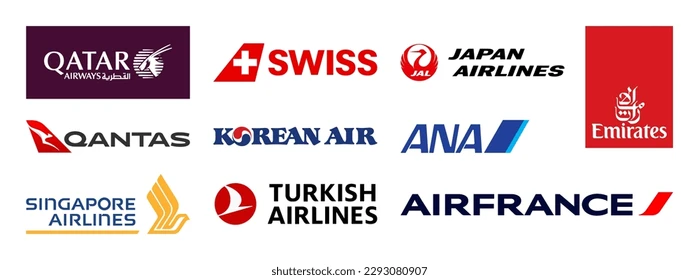 QATAR
AIRWAYS القطرية
SWISS
JAL
JAPAN
AIRLINES
Emirates
QANTAS
KOREAN AIR
ANA
SINGAPORE
AIRLINES
TURKISH
AIRLINES
AIRFRANCE
shutterstock.com · 2293080907